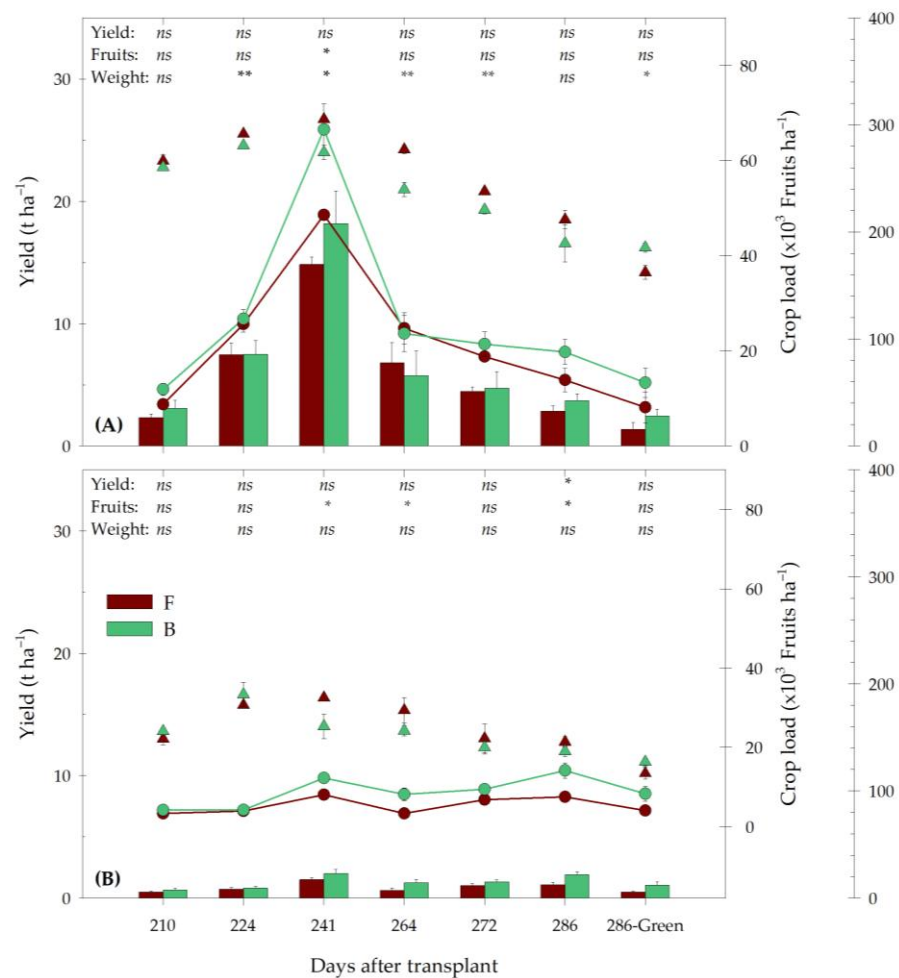 Yield: ns ns ns ns ns ns ns
Fruits: ns ns * ns ns ns ns
Weight: ns ** * ** ** ns *
Yield (t ha⁻¹)
30
20
10
0
(A)
Crop load (x10³ Fruits ha⁻¹)
80
60
40
20
0
400
300
200
100
0
Yield: ns ns ns ns ns * ns
Fruits: ns ns * * ns * ns
Weight: ns ns ns ns ns ns ns
F
B
Yield (t ha⁻¹)
30
20
10
0
(B)
Crop load (x10³ Fruits ha⁻¹)
80
60
40
20
0
400
300
200
100
0
210 224 241 264 272 286 286-Green
Days after transplant